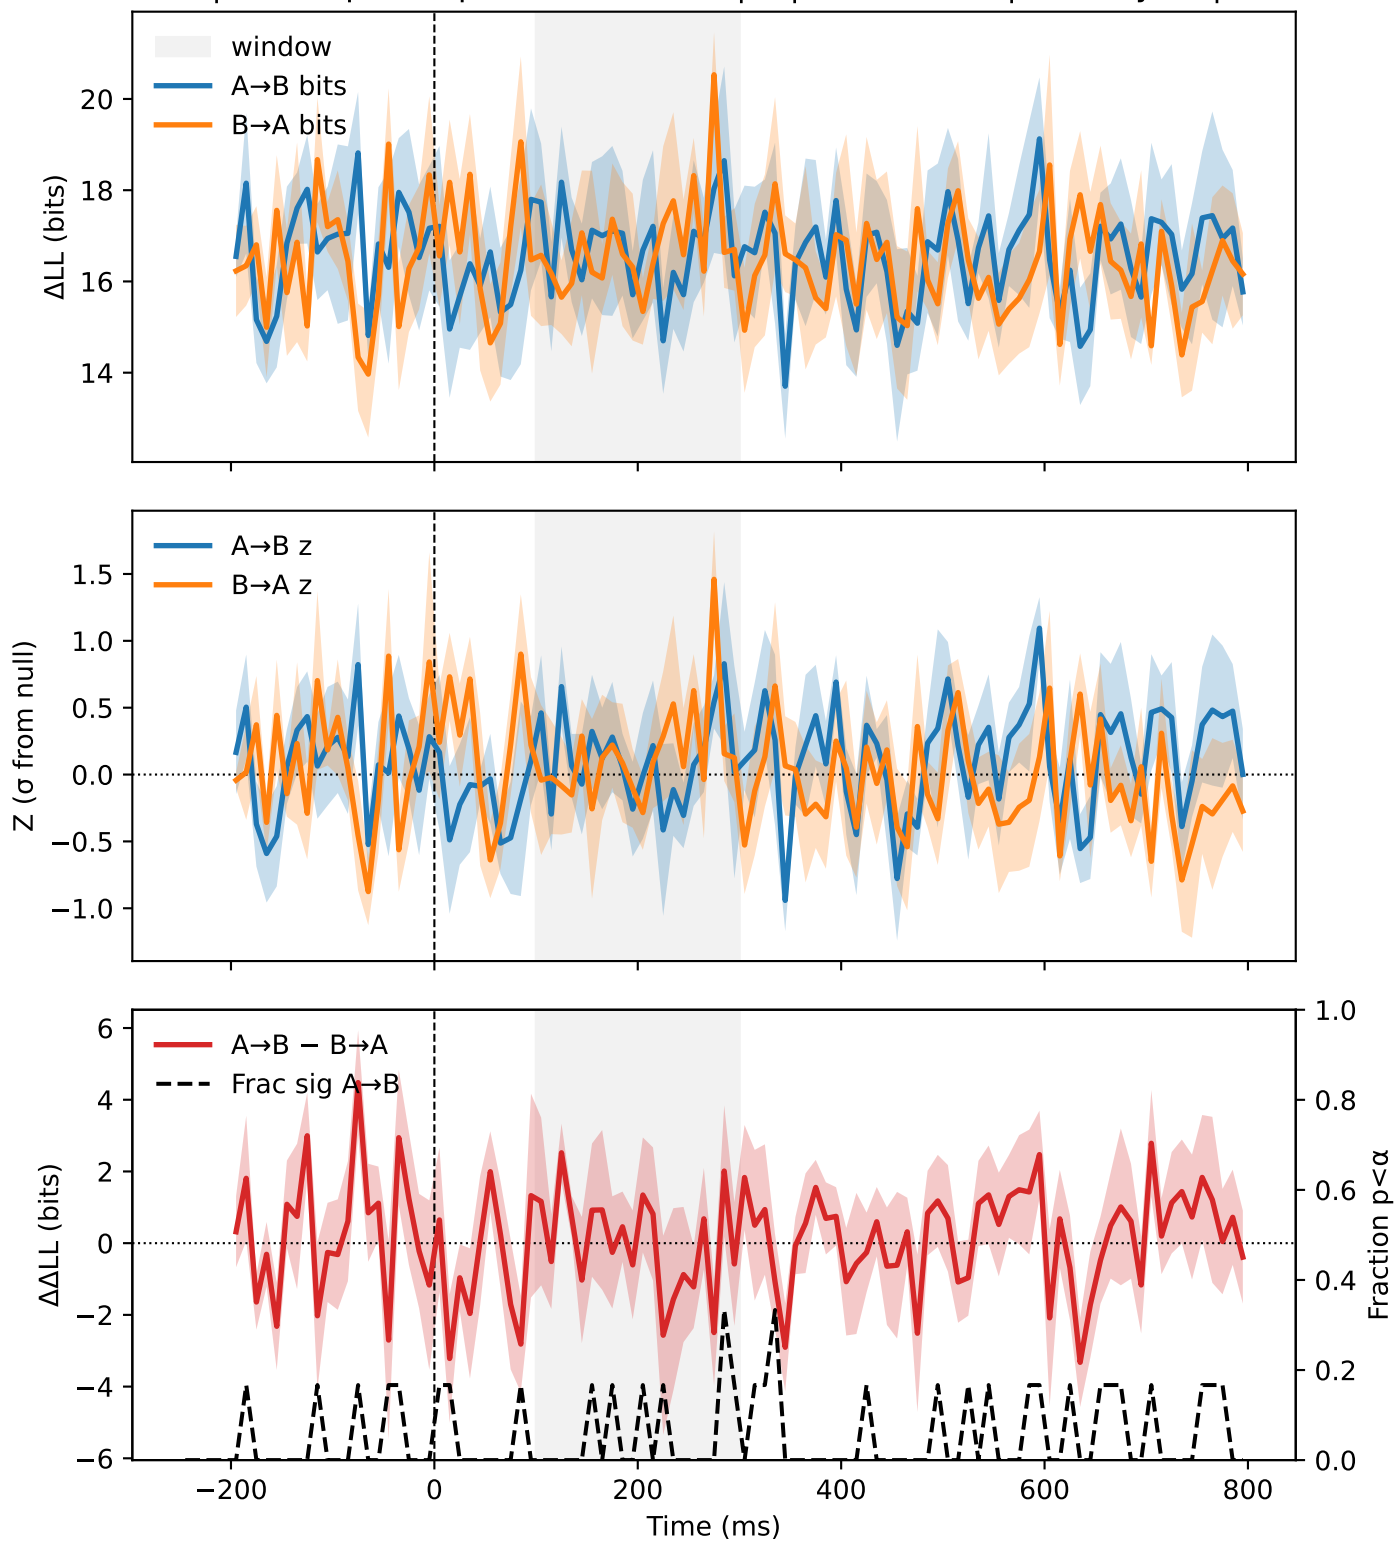 window
A→B bits
B→A bits
ΔLL (bits)
20
18
16
14
A→B z
B→A z
Z (σ from null)
1.5
1.0
0.5
0.0
−0.5
−1.0
A→B − B→A
Frac sig A→B
ΔΔLL (bits)
6
4
2
0
−2
−4
−6
1.0
0.8
0.6
0.4
0.2
0.0
Fraction p<α
−200
0
200
400
600
800
Time (ms)